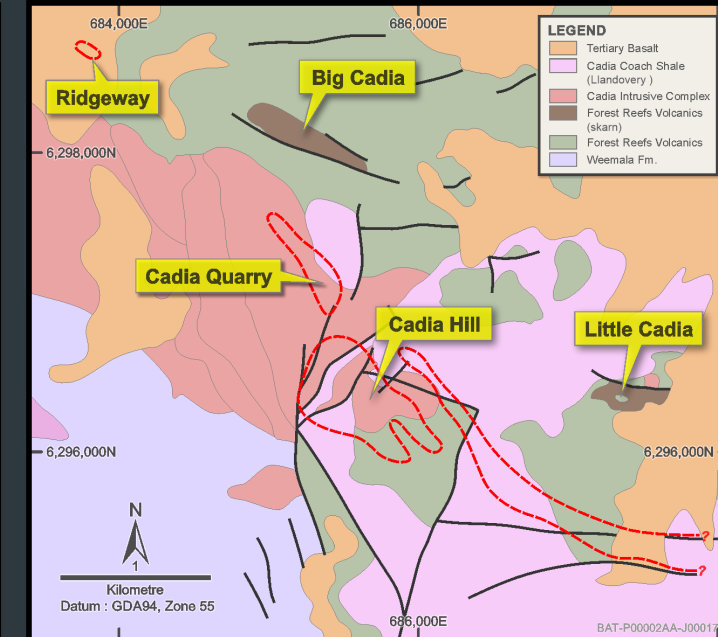 684,000E
686,000E
LEGEND
Tertiary Basalt
Cadia Coach Shale
(Llandovery )
Cadia Intrusive Complex
Forest Reefs Volcanics
(skarn)
Forest Reefs Volcanics
Weemala Fm.
Ridgeway
Big Cadia
6,298,000N
Cadia Quarry
Cadia Hill
Little Cadia
6,296,000N
6,296,000N
N
1
Kilometre
Datum : GDA94, Zone 55
?
?
686,000E
BAT-P00002AA-J00017